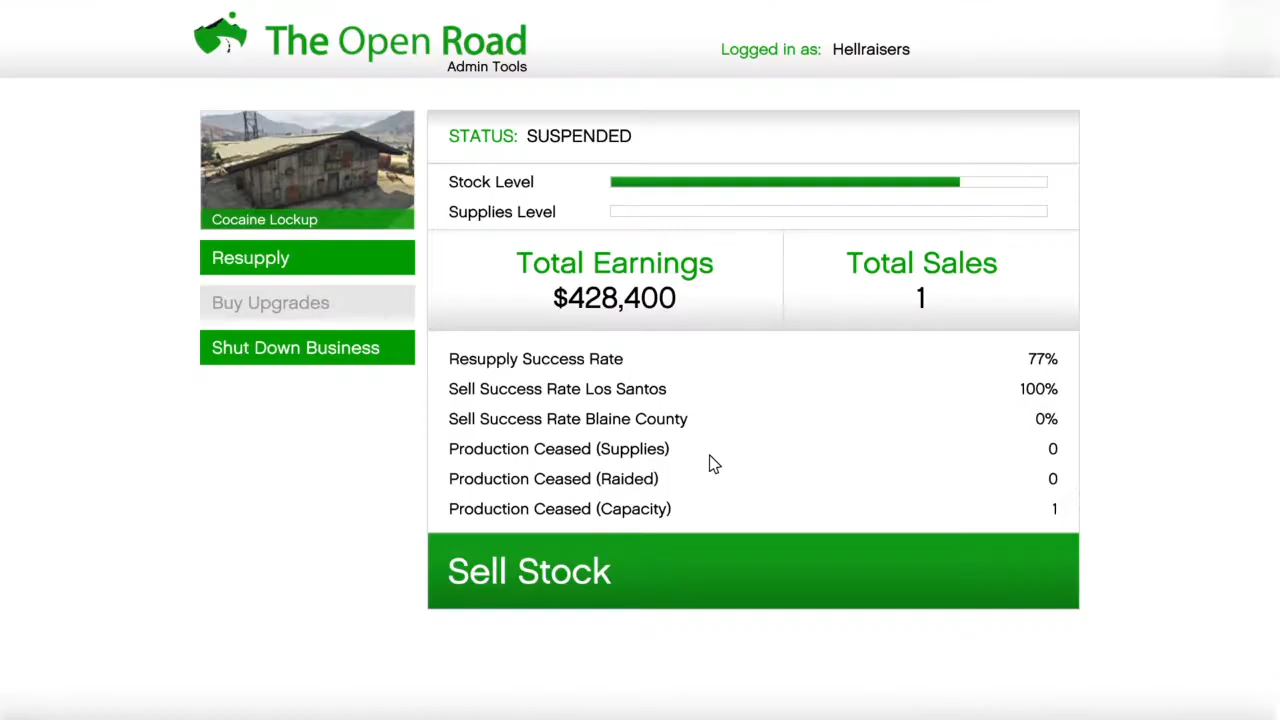 The Open Road
Admin Tools
Logged in as: Hellraisers
Cocaine Lockup
Resupply
Buy Upgrades
Shut Down Business
STATUS: SUSPENDED
Stock Level
Supplies Level
Total Earnings
$428,400
Total Sales
1
Resupply Success Rate 77%
Sell Success Rate Los Santos 100%
Sell Success Rate Blaine County 0%
Production Ceased (Supplies) 0
Production Ceased (Raided) 0
Production Ceased (Capacity) 1
Sell Stock